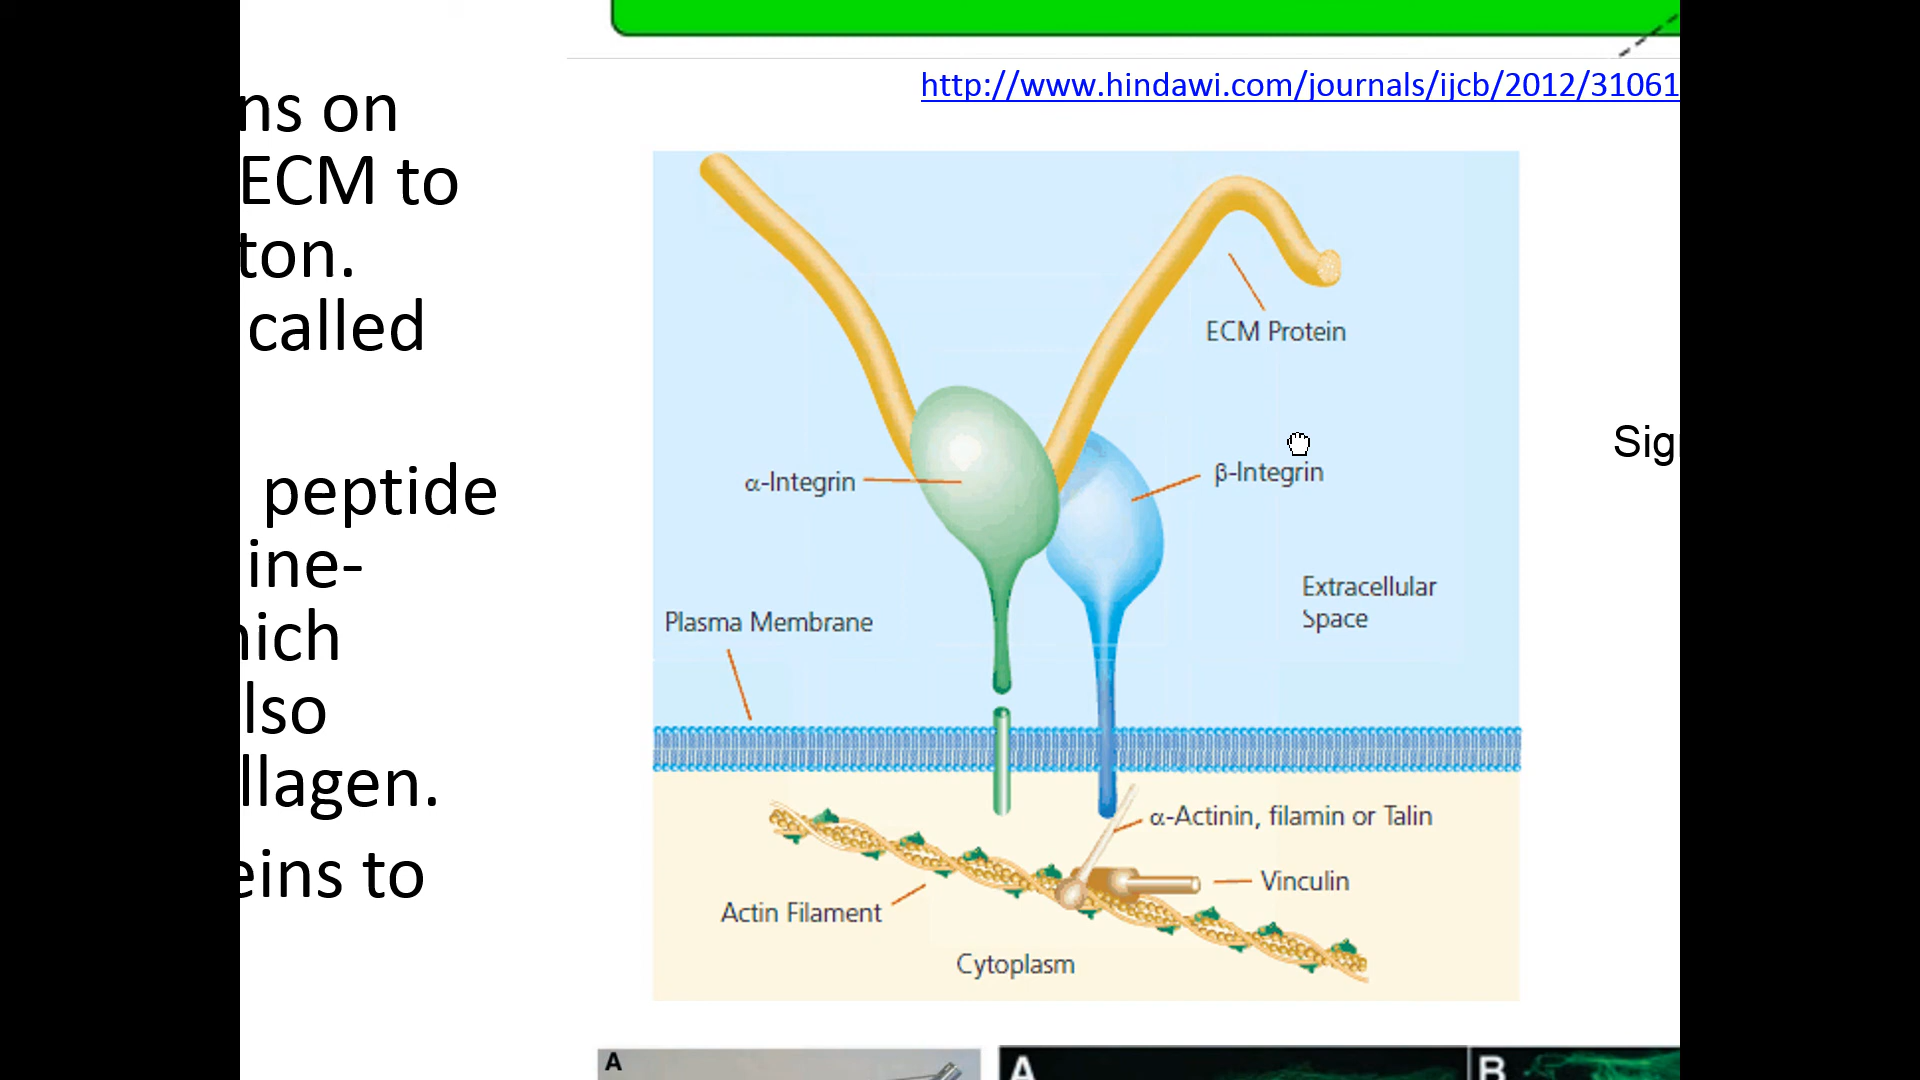 http://www.hindawi.com/journals/ijcb/2012/31061
ns on
ECM to
ton.
called
peptide
ine-
hich
lso
llagen.
eins to
ECM Protein
α-Integrin
β-Integrin
Extracellular
Space
Plasma Membrane
α-Actinin, filamin or Talin
Vinculin
Actin Filament
Cytoplasm
Sig
A
A
B